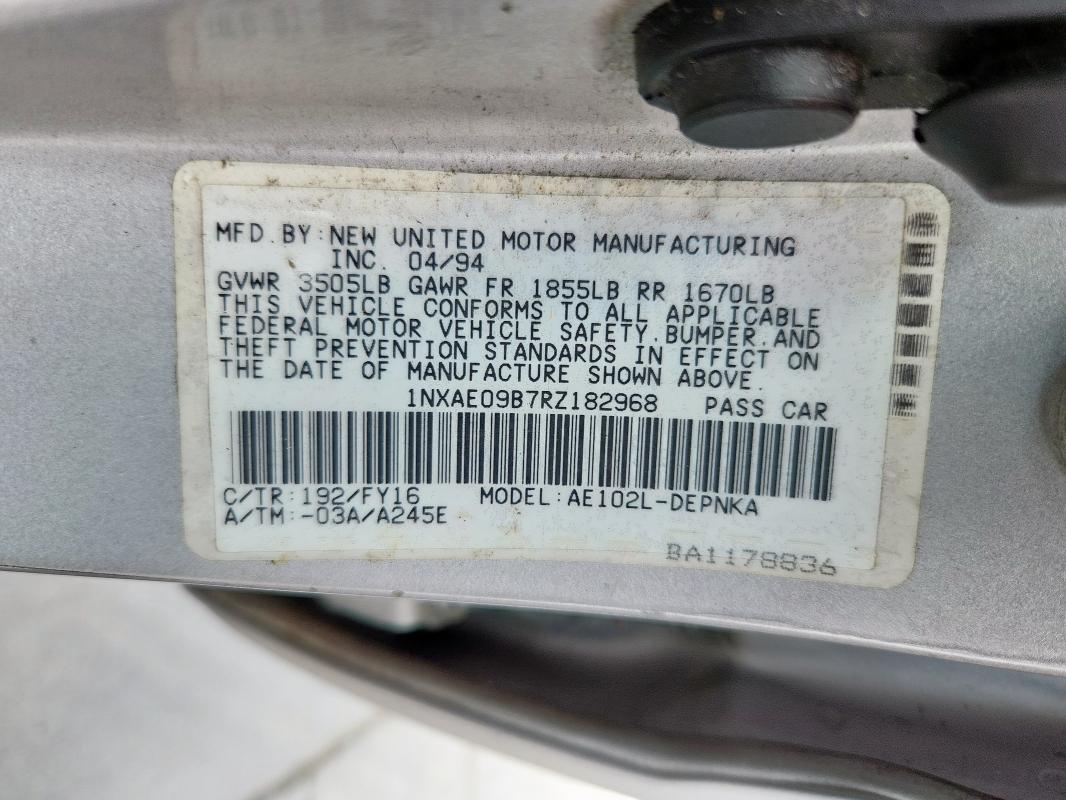 MFD. BY: NEW UNITED MOTOR MANUFACTURING
INC. 04/94
GVWR 3505LB GAWR FR 1855LB RR 1670LB
THIS VEHICLE CONFORMS TO ALL APPLICABLE
FEDERAL MOTOR VEHICLE SAFETY, BUMPER, AND
THEFT PREVENTION STANDARDS IN EFFECT ON
THE DATE OF MANUFACTURE SHOWN ABOVE.
1NXAE09B7RZ182968 PASS CAR
C/TR: 192/FY16 MODEL: AE102L-DEPNKA
A/TM: -03A/A245E
BA1178836